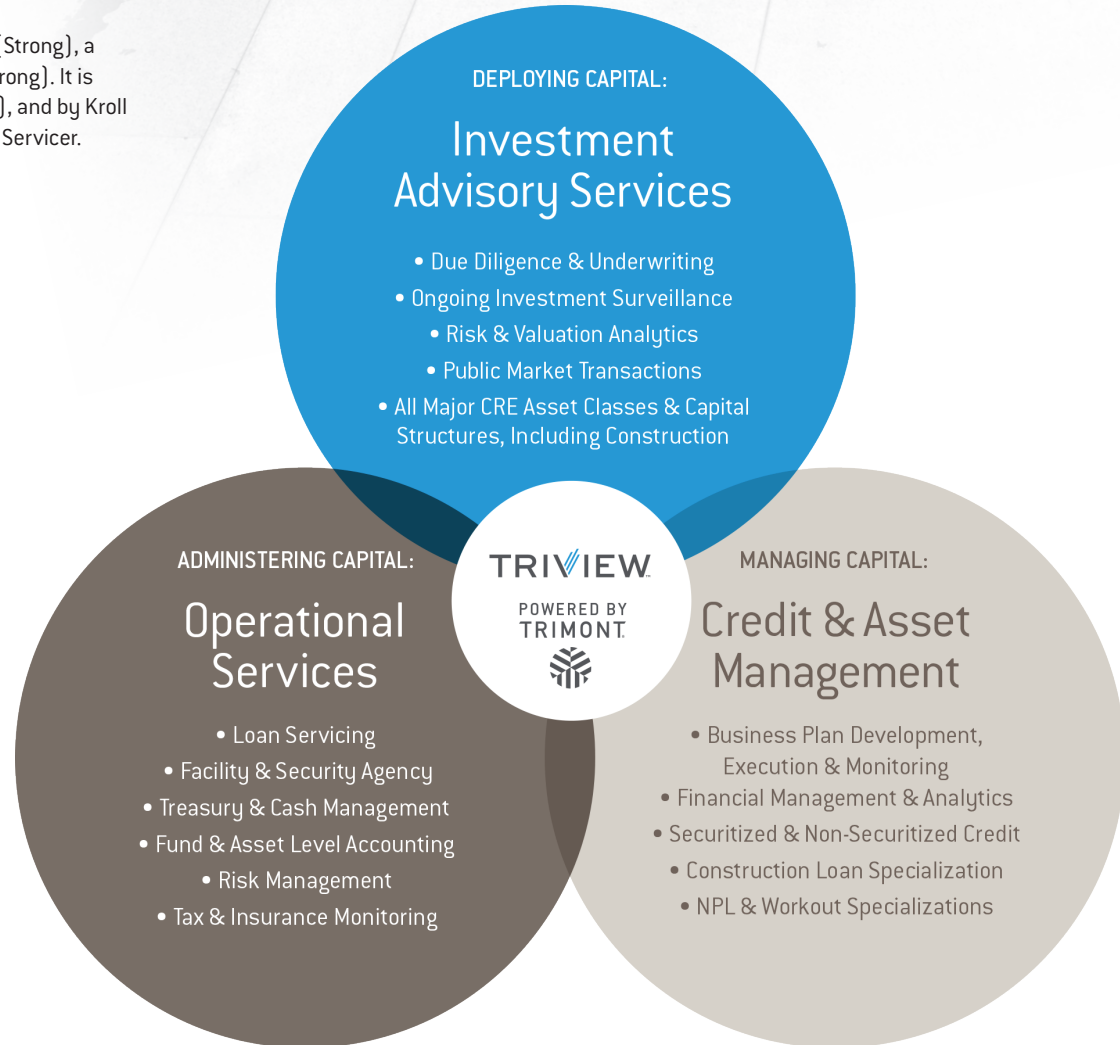 (Strong), a
rong). It is
), and by Kroll
Servicer.
DEPLOYING CAPITAL:
Investment
Advisory Services
• Due Diligence & Underwriting
• Ongoing Investment Surveillance
• Risk & Valuation Analytics
• Public Market Transactions
• All Major CRE Asset Classes & Capital
Structures, Including Construction
ADMINISTERING CAPITAL:
Operational
Services
• Loan Servicing
• Facility & Security Agency
• Treasury & Cash Management
• Fund & Asset Level Accounting
• Risk Management
• Tax & Insurance Monitoring
TRIVIEW™
POWERED BY
TRIMONT
MANAGING CAPITAL:
Credit & Asset
Management
• Business Plan Development,
Execution & Monitoring
• Financial Management & Analytics
• Securitized & Non-Securitized Credit
• Construction Loan Specialization
• NPL & Workout Specializations